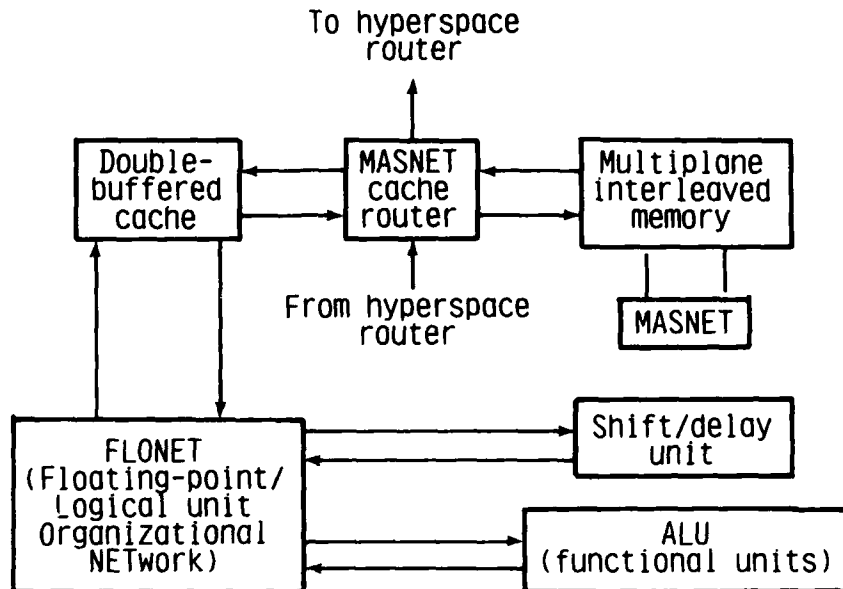 To hyperspace
router
Double-
buffered
cache
MASNET
cache
router
Multiplane
interleaved
memory
From hyperspace
router
MASNET
FLONET
(Floating-point/
Logical unit
Organizational
NETwork)
Shift/delay
unit
ALU
(functional units)